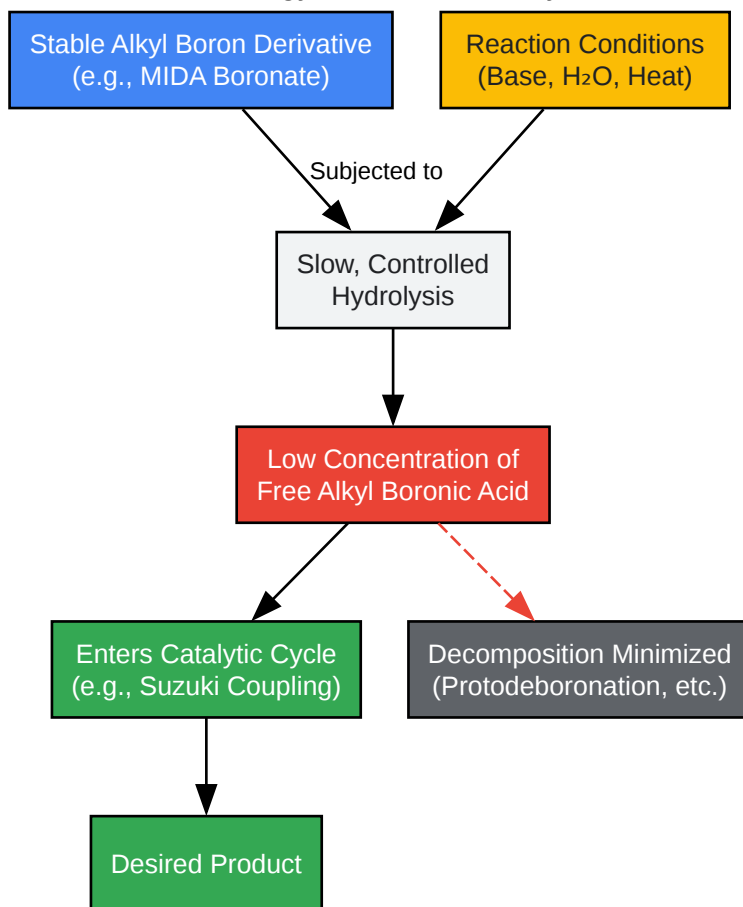 Stable Alkyl Boron Derivative
(e.g., MIDA Boronate)
Reaction Conditions
(Base, H₂O, Heat)
Subjected to
Slow, Controlled
Hydrolysis
Low Concentration of
Free Alkyl Boronic Acid
Enters Catalytic Cycle
(e.g., Suzuki Coupling)
Decomposition Minimized
(Protodeboronation, etc.)
Desired Product